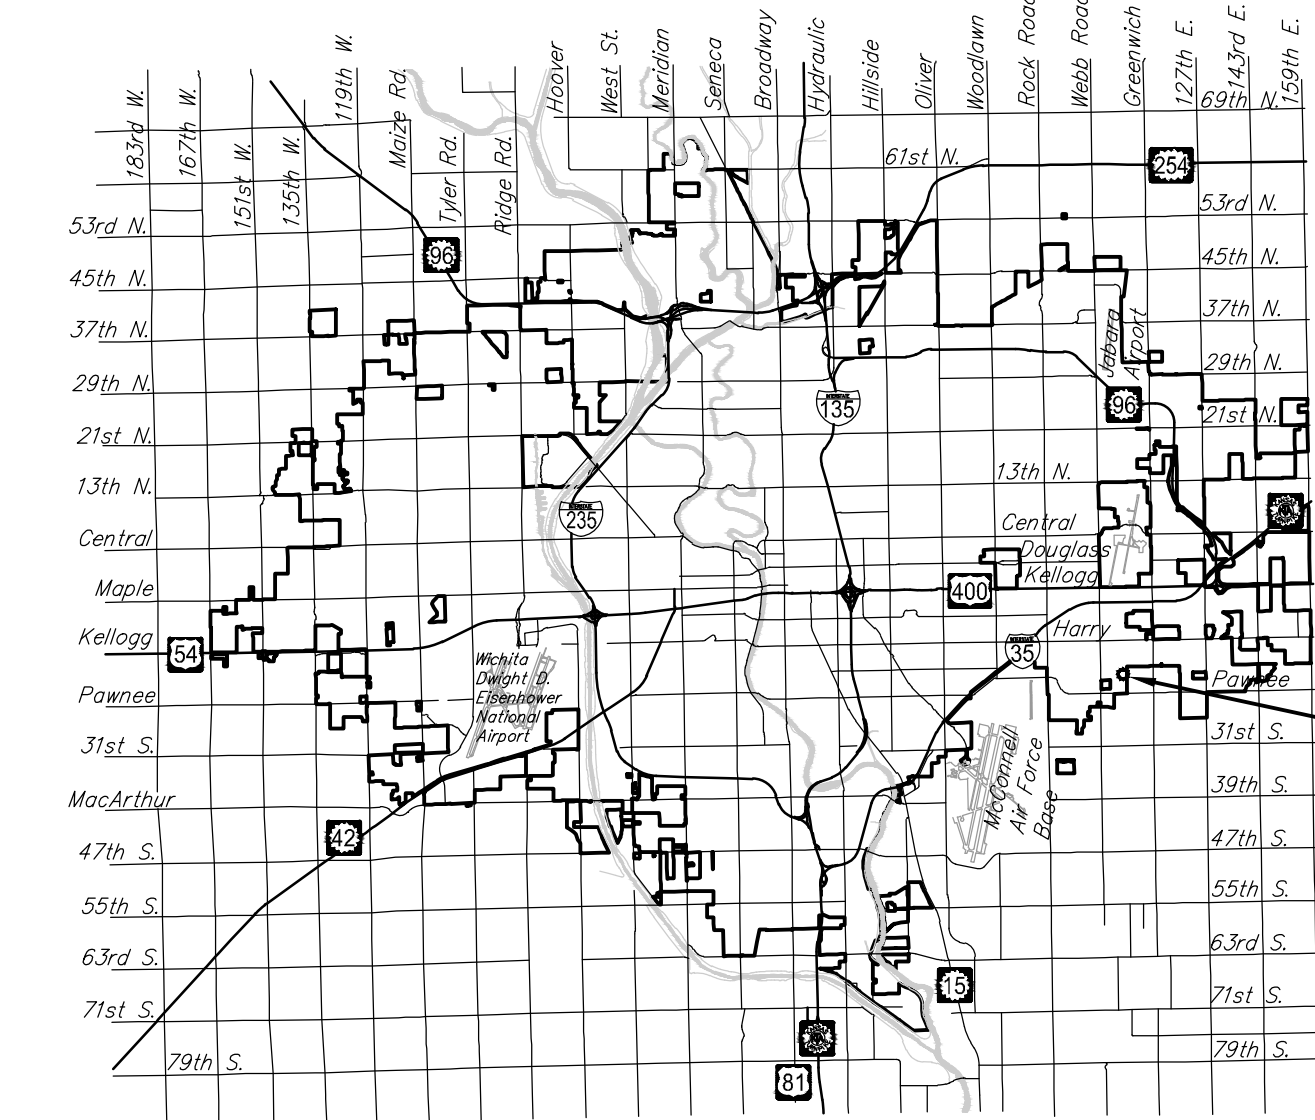 183rd W.
167th W.
151st W.
135th W.
119th W.
Maize Rd.
Tyler Rd.
Ridge Rd.
Hoover
West St.
Meridian
Seneca
Broadway
Hydraulic
Hillside
Oliver
Woodlawn
Rock Road
Webb Road
Greenwich
127th E.
143rd E.
159th E.
69th N.
61st N.
254
53rd N.
53rd N.
96
45th N.
45th N.
37th N.
37th N.
Jabara
Airport
29th N.
29th N.
INTERSTATE
135
96
21st N.
21st N.
13th N.
13th N.
INTERSTATE
235
Central
Central
Douglass
Maple
Kellogg
400
Kellogg
54
Harry
INTERSTATE
35
Wichita
Dwight D.
Eisenhower
National
Airport
Pawnee
Pawnee
31st S.
31st S.
McConnell
Air Force
Base
MacArthur
39th S.
42
47th S.
47th S.
55th S.
55th S.
63rd S.
63rd S.
15
71st S.
71st S.
79th S.
79th S.
81